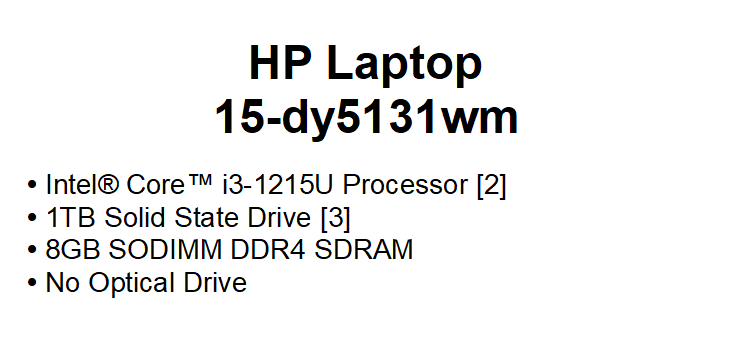 HP Laptop
15-dy5131wm
• Intel® Core™ i3-1215U Processor [2]
• 1TB Solid State Drive [3]
• 8GB SODIMM DDR4 SDRAM
• No Optical Drive